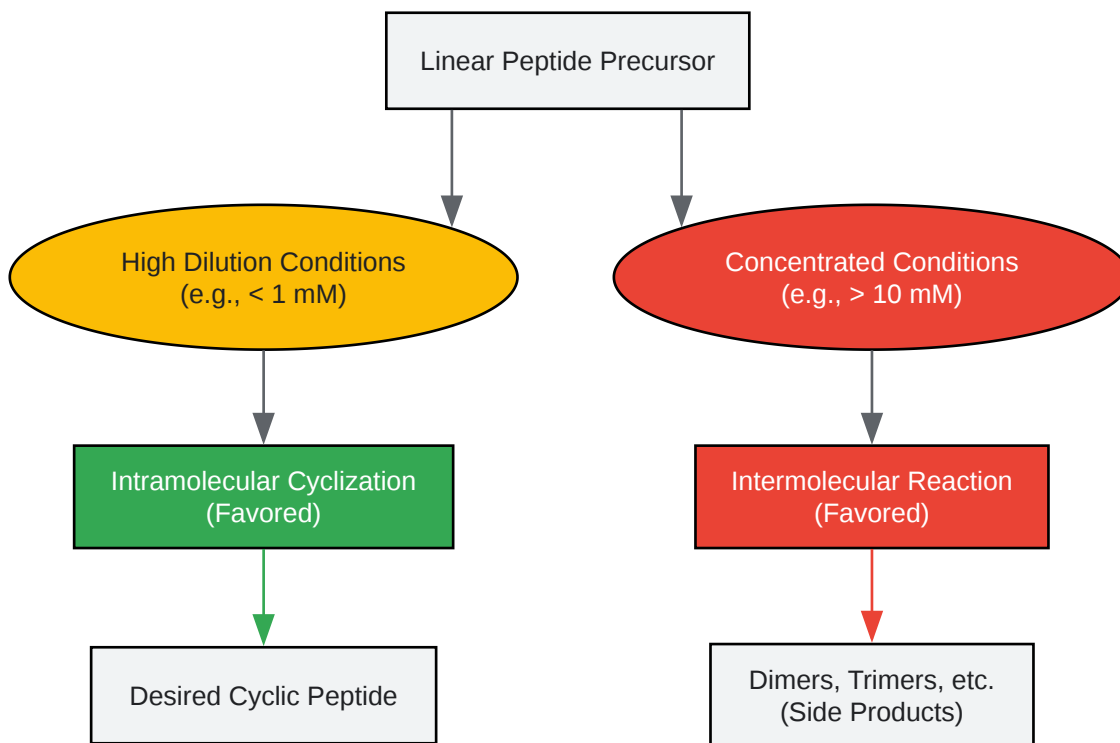 Linear Peptide Precursor
High Dilution Conditions
(e.g., < 1 mM)
Concentrated Conditions
(e.g., > 10 mM)
Intramolecular Cyclization
(Favored)
Intermolecular Reaction
(Favored)
Desired Cyclic Peptide
Dimers, Trimers, etc.
(Side Products)